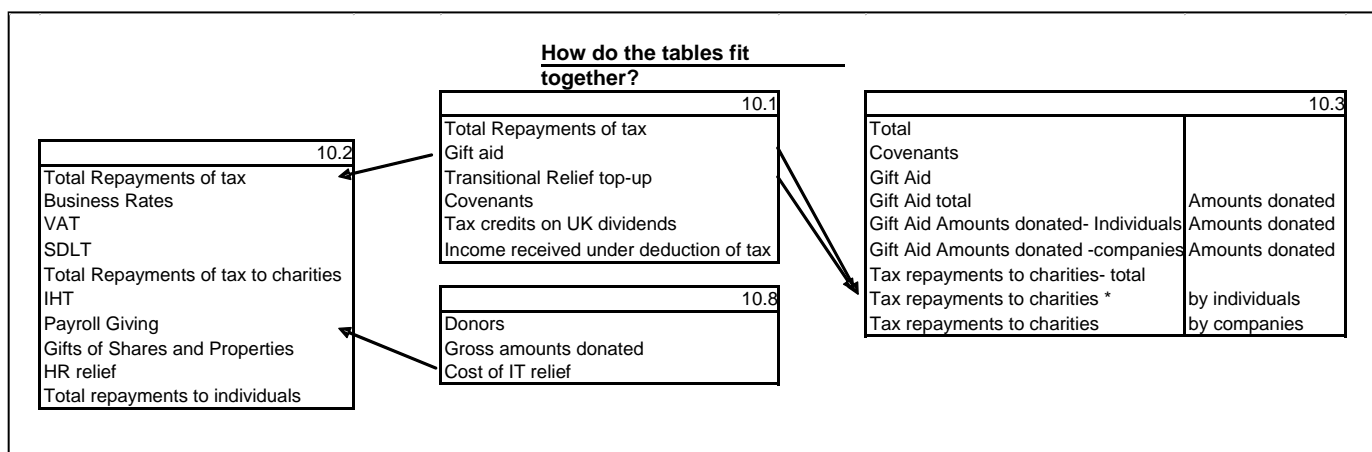 How do the tables fit
together?
10.2
Total Repayments of tax
Business Rates
VAT
SDLT
Total Repayments of tax to charities
IHT
Payroll Giving
Gifts of Shares and Properties
HR relief
Total repayments to individuals
10.1
Total Repayments of tax
Gift aid
Transitional Relief top-up
Covenants
Tax credits on UK dividends
Income received under deduction of tax
10.8
Donors
Gross amounts donated
Cost of IT relief
10.3
Total
Covenants
Gift Aid
Gift Aid total Amounts donated
Gift Aid Amounts donated- Individuals Amounts donated
Gift Aid Amounts donated -companies Amounts donated
Tax repayments to charities- total
Tax repayments to charities * by individuals
Tax repayments to charities by companies